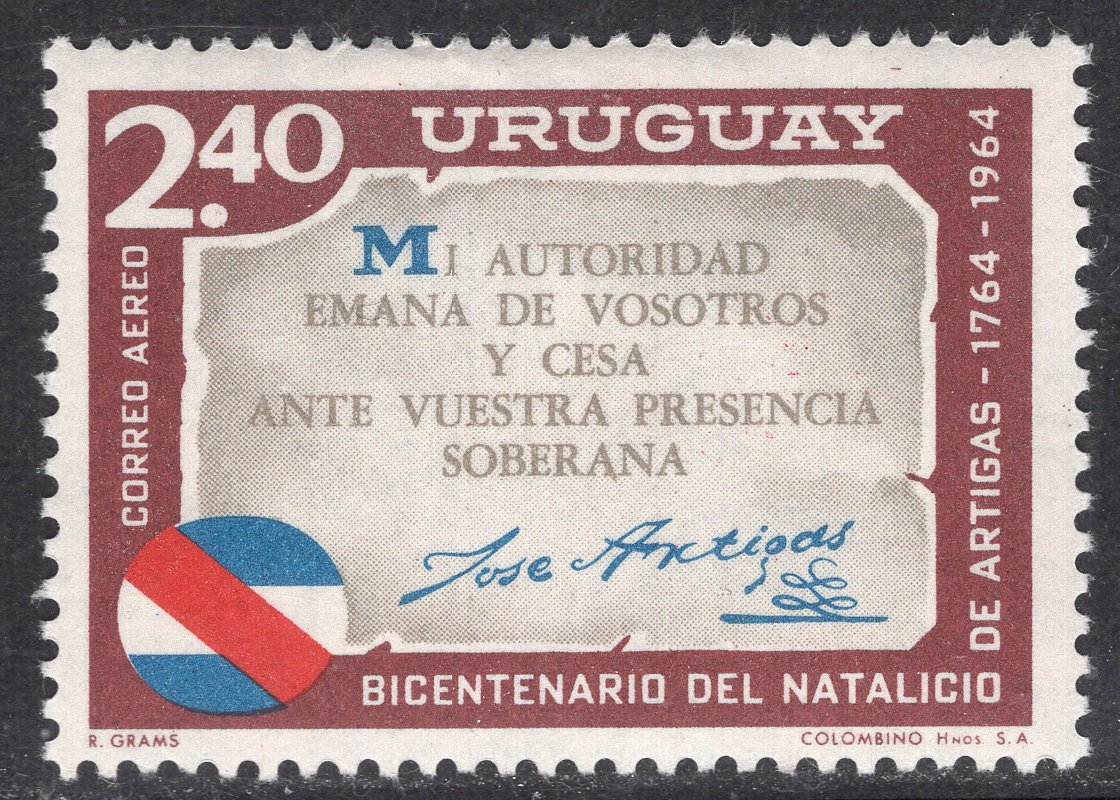 2.40
URUGUAY
CORREO AEREO
MI AUTORIDAD
EMANA DE VOSOTROS
Y CESA
ANTE VUESTRA PRESENCIA
SOBERANA
Jose Artigas
BICENTENARIO DEL NATALICIO
DE ARTIGAS - 1764 - 1964
R. GRAMS
COLOMBINO HNOS. S. A.